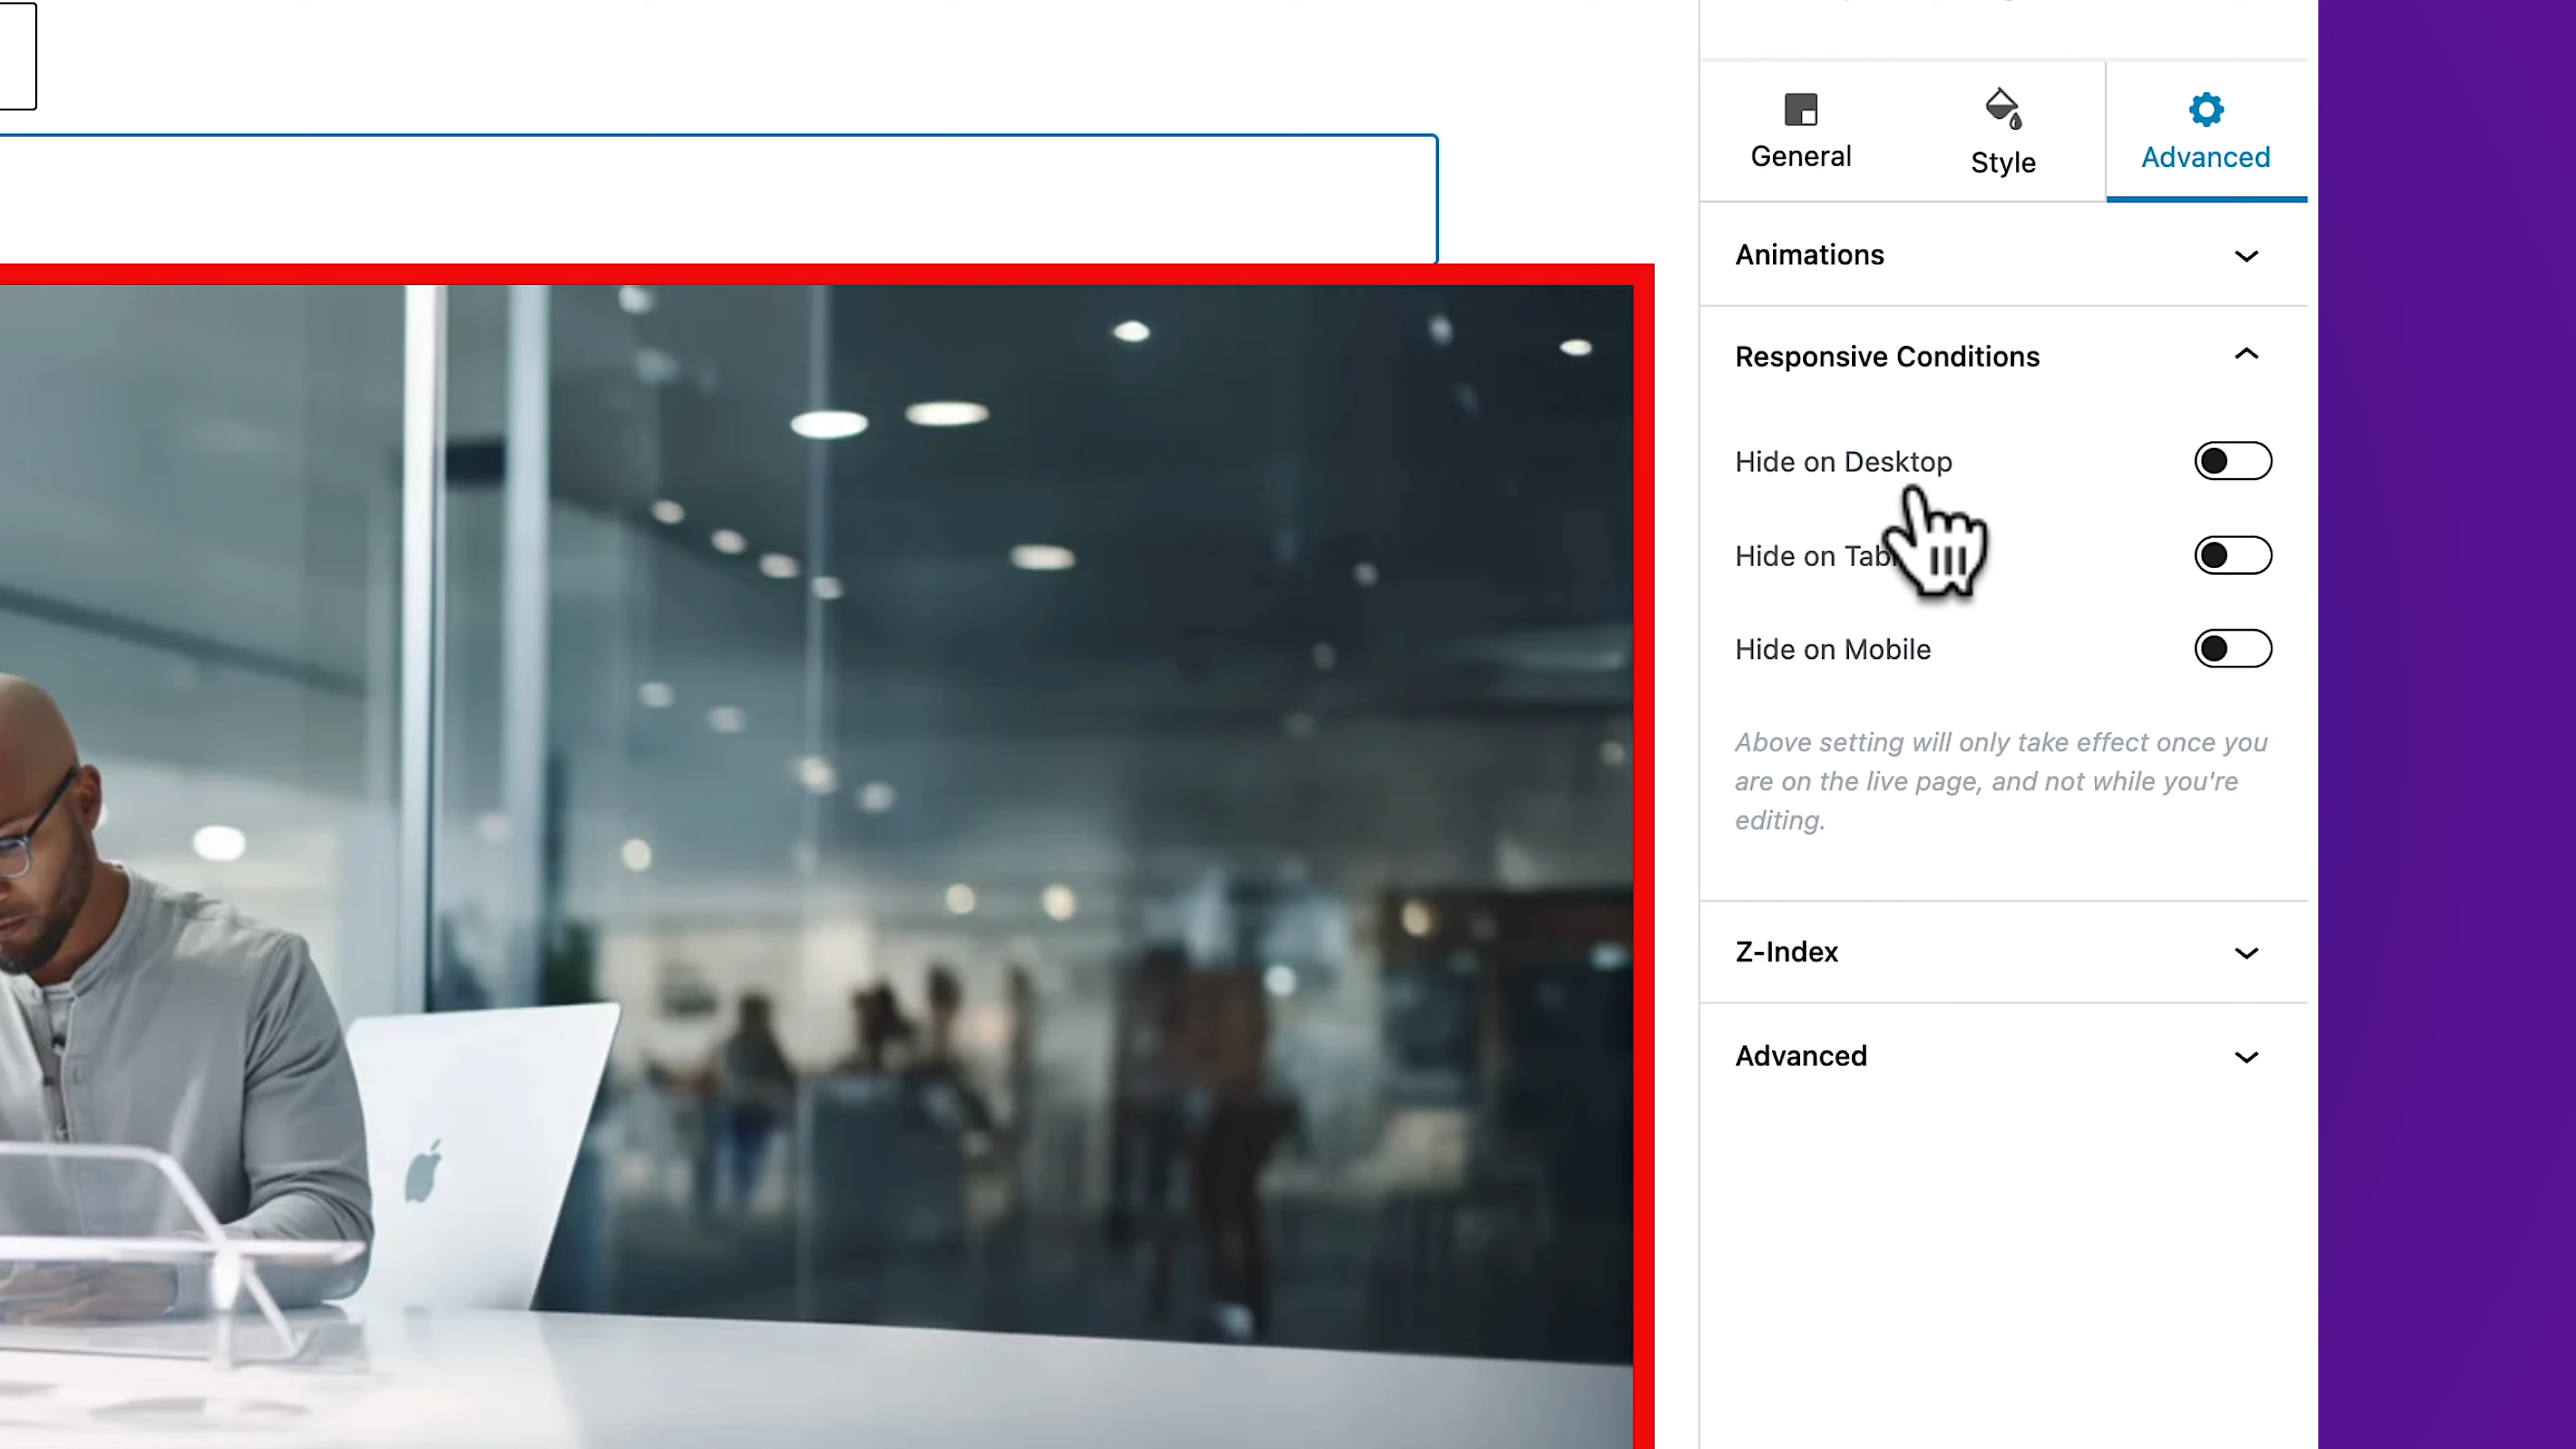 General
Style
Advanced
Animations
Responsive Conditions
Hide on Desktop
Hide on
Hide on Mobile
Above setting will only take effect once you
are on the live page, and not while you're
editing.
Z-Index
Advanced